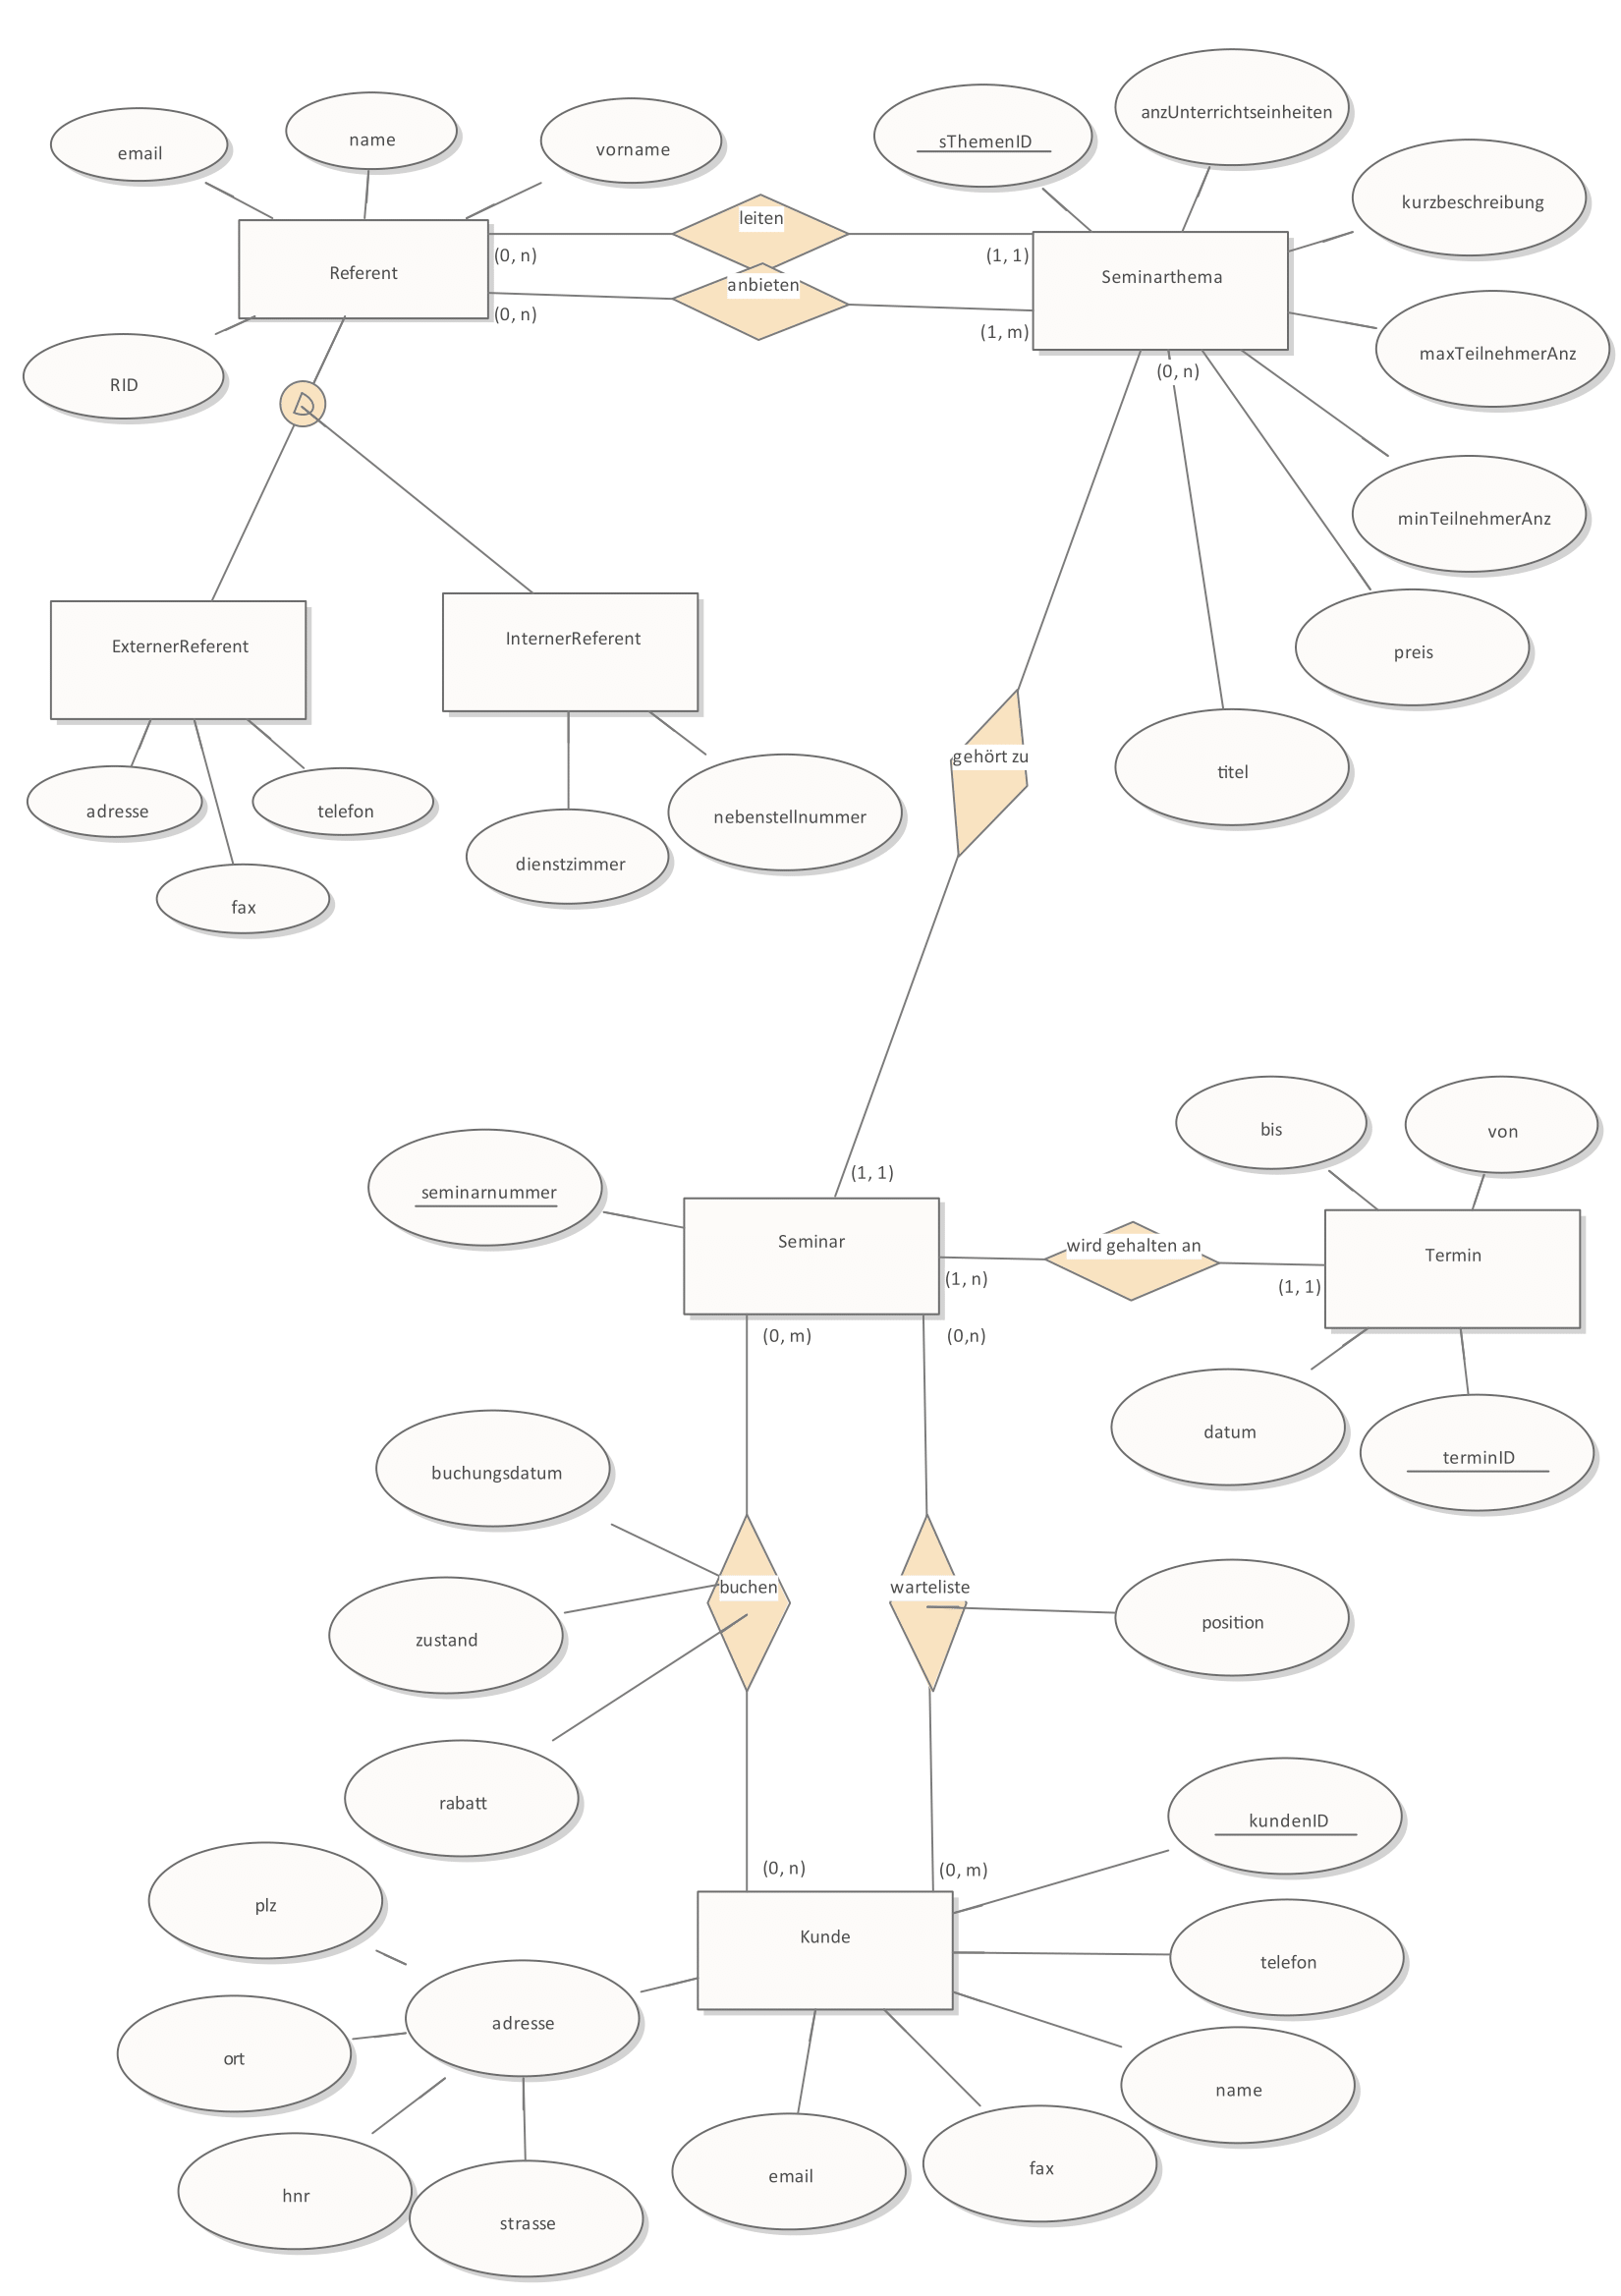 email
name
vorname
sThemenID
anzUnterrichtseinheiten
kurzbeschreibung
leiten
Referent
(0, n)
(1, 1)
Seminarthema
anbieten
(0, n)
(1, m)
maxTeilnehmerAnz
RID
(0, n)
D
minTeilnehmerAnz
ExternerReferent
InternerReferent
preis
gehört zu
titel
adresse
telefon
nebenstellnummer
dienstzimmer
fax
bis
von
(1, 1)
seminarnummer
Seminar
wird gehalten an
Termin
(1, n)
(1, 1)
(0, m)
(0,n)
datum
terminID
buchungsdatum
buchen
warteliste
position
zustand
rabatt
kundenID
(0, n)
(0, m)
plz
Kunde
telefon
adresse
ort
name
email
fax
hnr
strasse